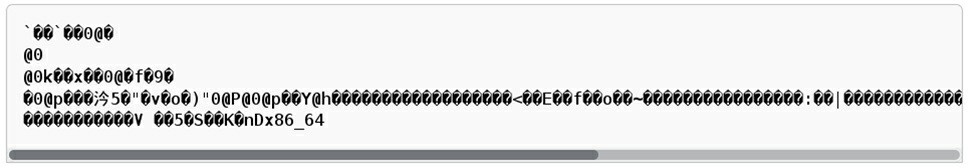 `��`��0@�
@0
@0k��x��0@�f�9�
�0@p���汵5�"�v�o�)"0@P@0@p��Y@h�����������������������<��E��f��o��~��������������������:��|���������������
��������������V ��5�S��K�nDx86_64